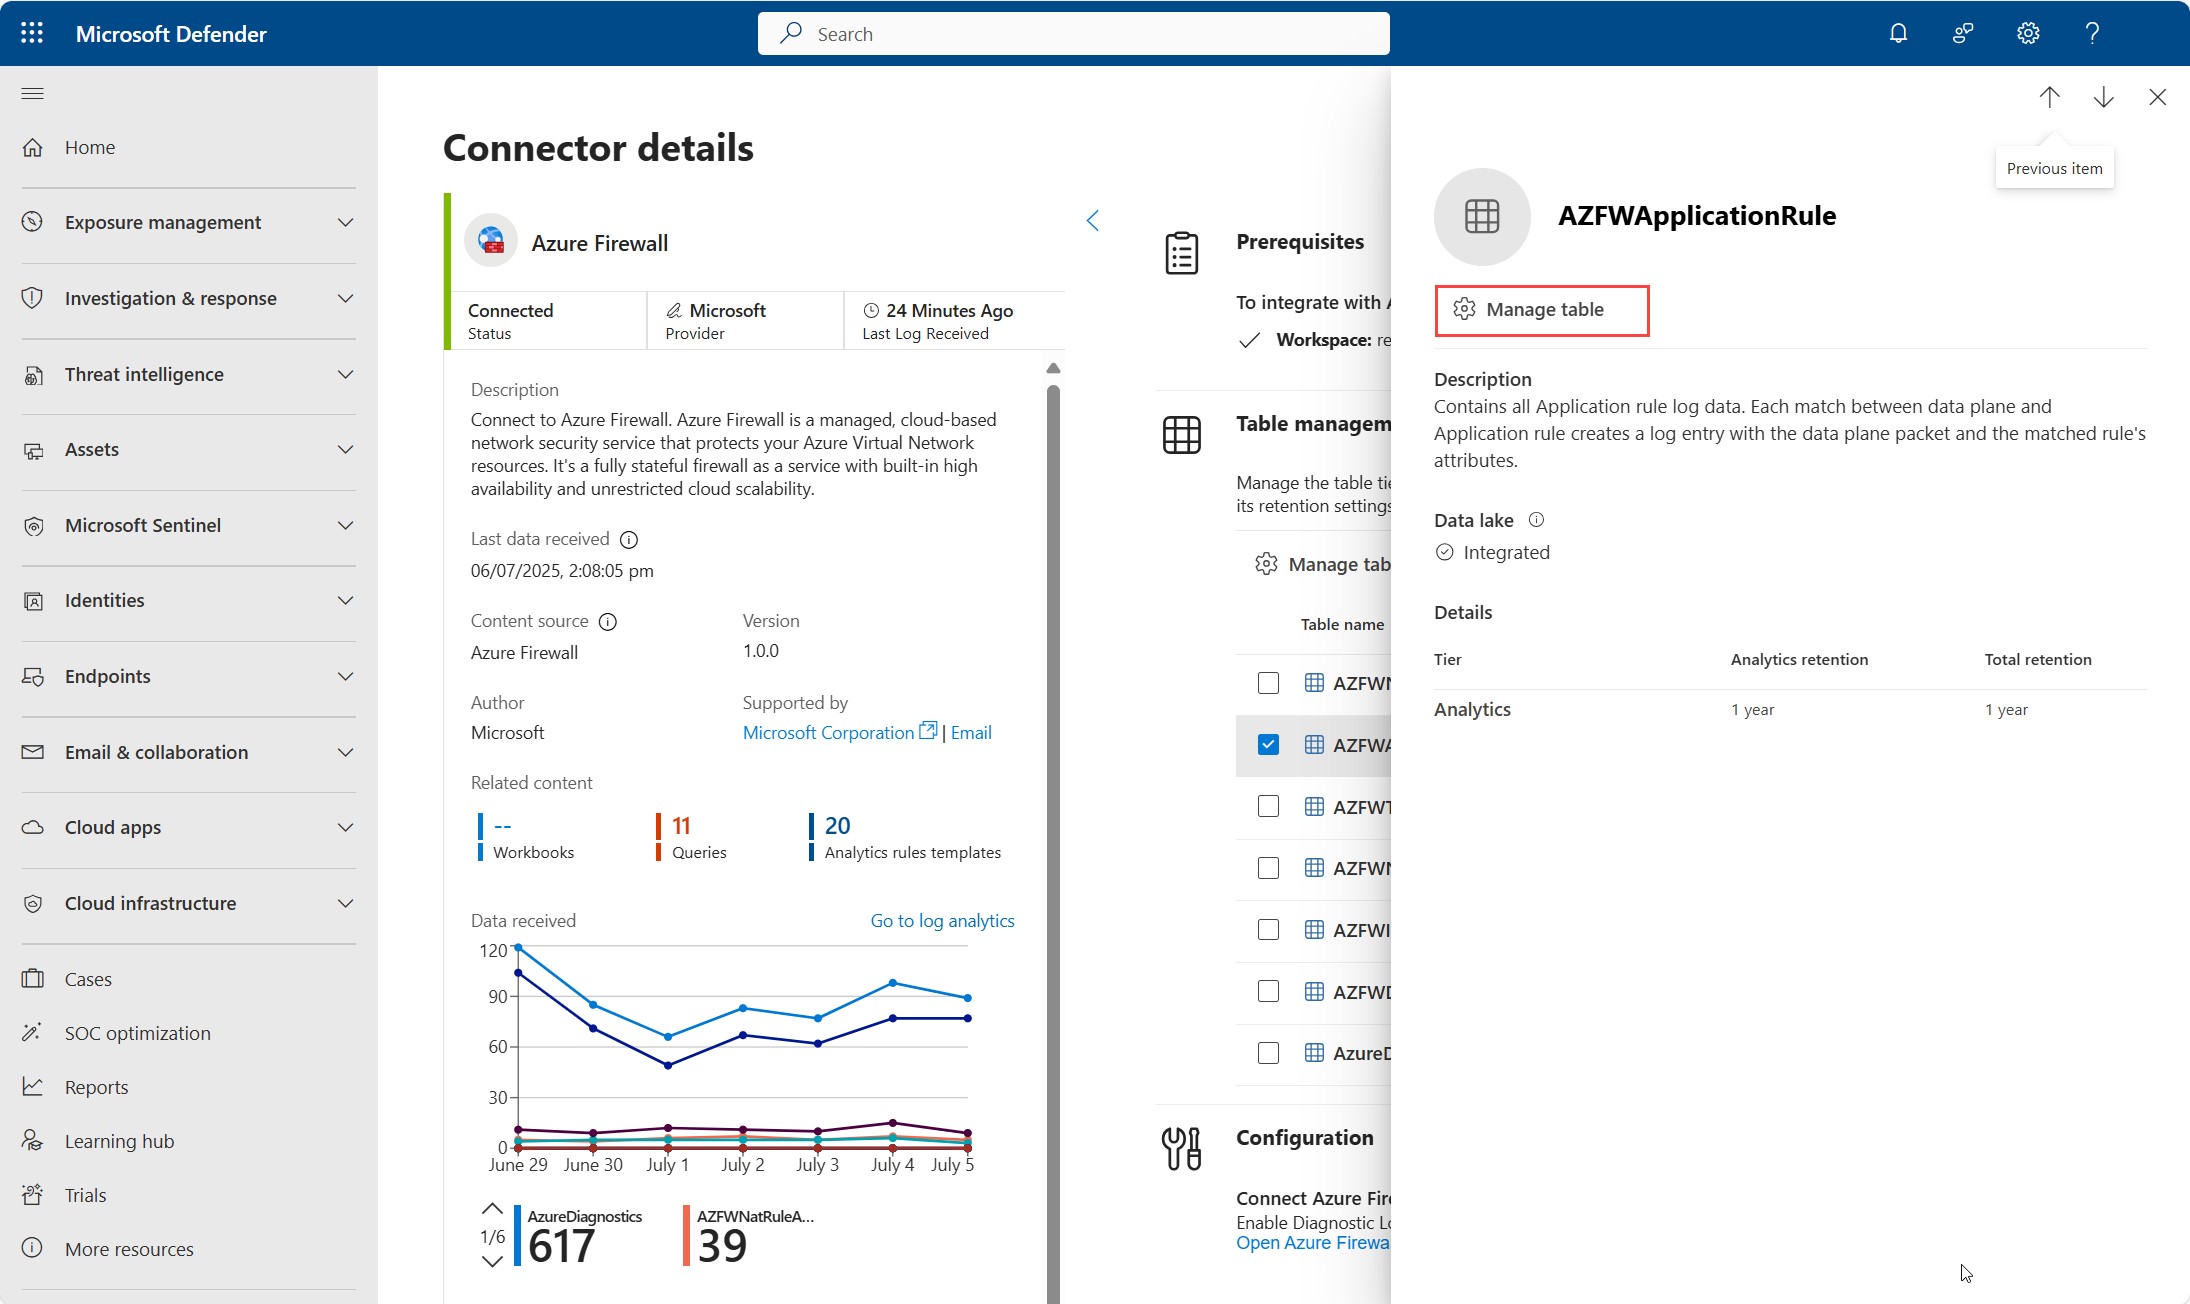 Microsoft Defender
Search
Home
Exposure management
Investigation & response
Threat intelligence
Assets
Microsoft Sentinel
Identities
Endpoints
Email & collaboration
Cloud apps
Cloud infrastructure
Cases
SOC optimization
Reports
Learning hub
Trials
More resources
Connector details
Azure Firewall
Connected
Status
Microsoft
Provider
24 Minutes Ago
Last Log Received
Description
Connect to Azure Firewall. Azure Firewall is a managed, cloud-based
network security service that protects your Azure Virtual Network
resources. It's a fully stateful firewall as a service with built-in high
availability and unrestricted cloud scalability.
Last data received
06/07/2025, 2:08:05 pm
Content source
Azure Firewall
Version
1.0.0
Author
Microsoft
Supported by
Microsoft Corporation | Email
Related content
--
Workbooks
11
Queries
20
Analytics rules templates
Data received
Go to log analytics
120
90
60
30
0
June 29 June 30 July 1 July 2 July 3 July 4 July 5
1/6
AzureDiagnostics
617
AZFWNatRuleA...
39
Prerequisites
To integrate with A
Workspace: re
Table managem
Manage the table tie
its retention settings
Manage tab
Table name
AZFWN
AZFWA
AZFWT
AZFWN
AZFWI
AZFWD
AzureD
Configuration
Connect Azure Fire
Enable Diagnostic Lo
Open Azure Firewa
Previous item
AZFWApplicationRule
Manage table
Description
Contains all Application rule log data. Each match between data plane and
Application rule creates a log entry with the data plane packet and the matched rule's
attributes.
Data lake
Integrated
Details
Tier Analytics retention Total retention
Analytics 1 year 1 year